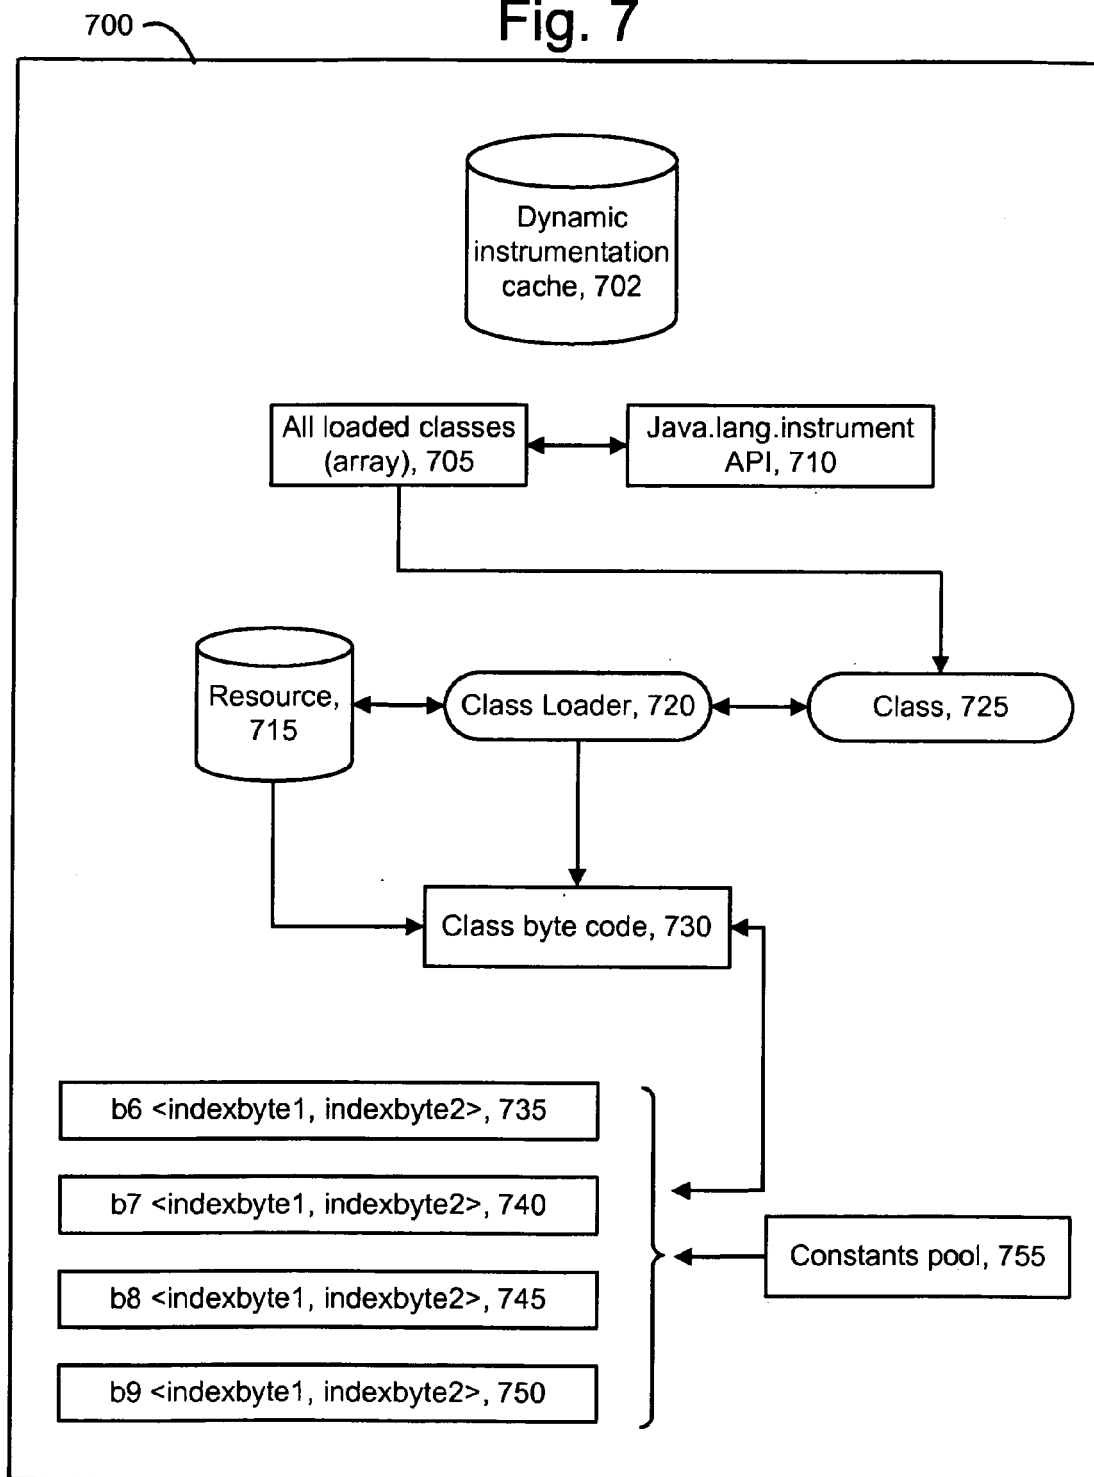 Fig. 7
700
Dynamic
instrumentation
cache, 702
All loaded classes
(array), 705
Java.lang.instrument
API, 710
Resource,
715
Class Loader, 720
Class, 725
Class byte code, 730
b6 <indexbyte1, indexbyte2>, 735
b7 <indexbyte1, indexbyte2>, 740
b8 <indexbyte1, indexbyte2>, 745
b9 <indexbyte1, indexbyte2>, 750
Constants pool, 755